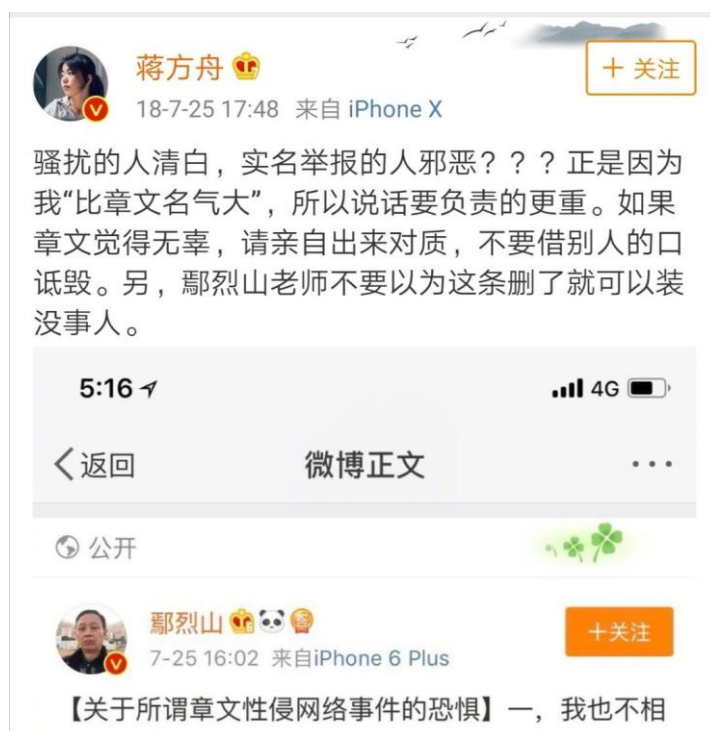 蒋方舟
+ 关注
18-7-25 17:48 来自 iPhone X
骚扰的人清白，实名举报的人邪恶？？？正是因为
我“比章文名气大”，所以说话要负责的更重。如果
章文觉得无辜，请亲自出来对质，不要借别人的口
诋毁。另，鄢烈山老师不要以为这条删了就可以装
没事人。
5:16 4G
返回 微博正文 ···
公开
鄢烈山
+关注
7-25 16:02 来自iPhone 6 Plus
【关于所谓章文性侵网络事件的恐惧】一，我也不相